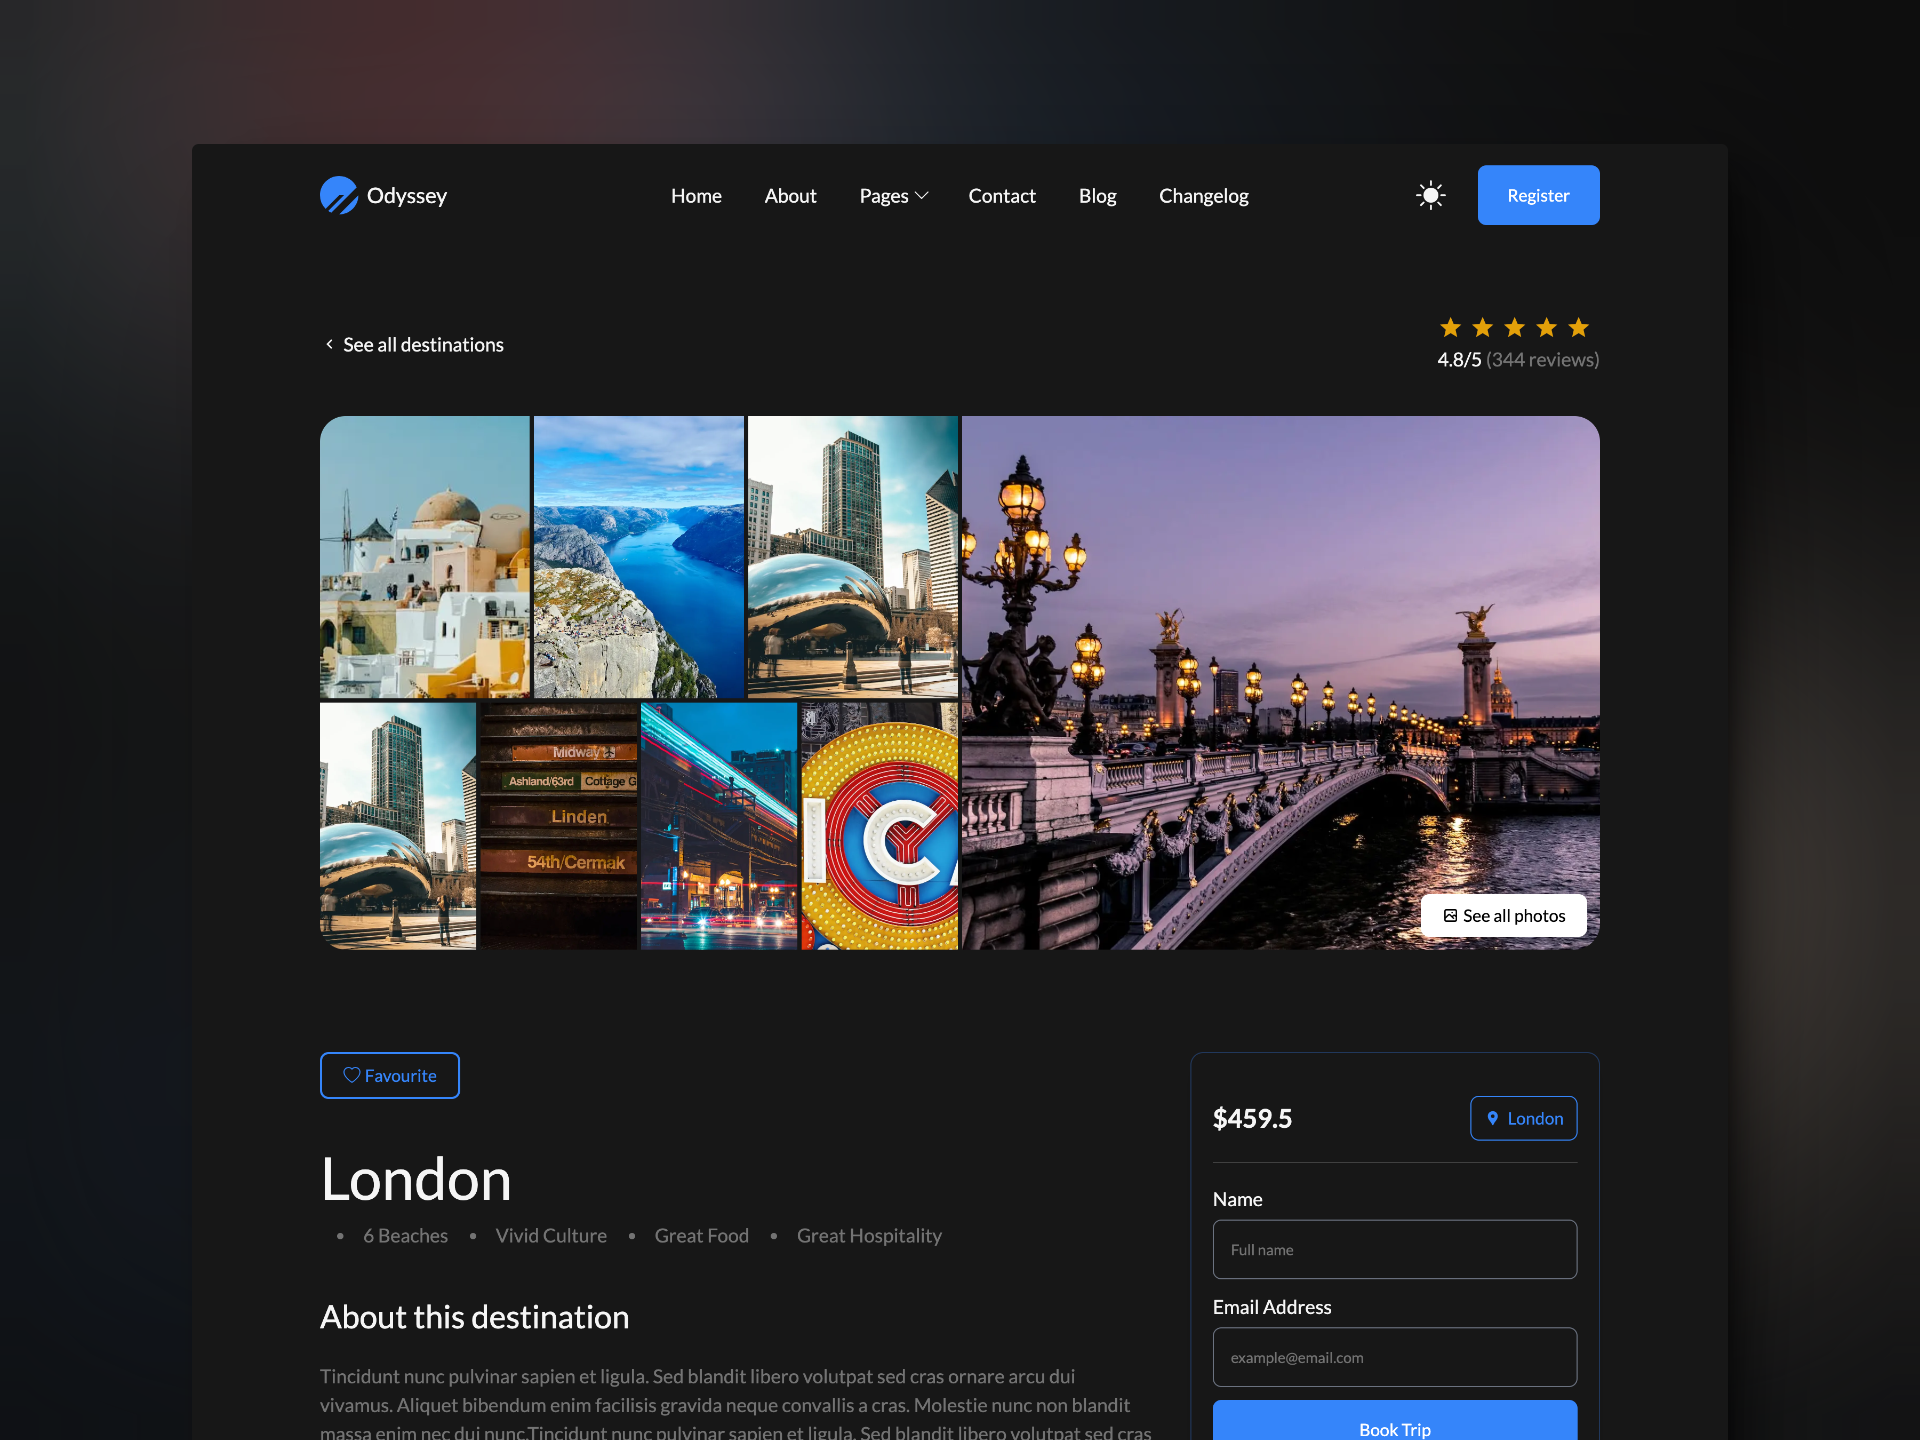 Odyssey
Home About Pages Contact Blog Changelog
Register
See all destinations
4.8/5 (344 reviews)
Midway
Ashland/63rd Cottage G
Linden
54th/Cermak
ICA
See all photos
Favourite
London
• 6 Beaches • Vivid Culture • Great Food • Great Hospitality
About this destination
Tincidunt nunc pulvinar sapien et ligula. Sed blandit libero volutpat sed cras ornare arcu dui
vivamus. Aliquet bibendum enim facilisis gravida neque convallis a cras. Molestie nunc non blandit
massa enim nec dui nunc.Tincidunt nunc pulvinar sapien et ligula. Sed blandit libero volutpat sed cras
$459.5
London
Name
Full name
Email Address
example@email.com
Book Trip